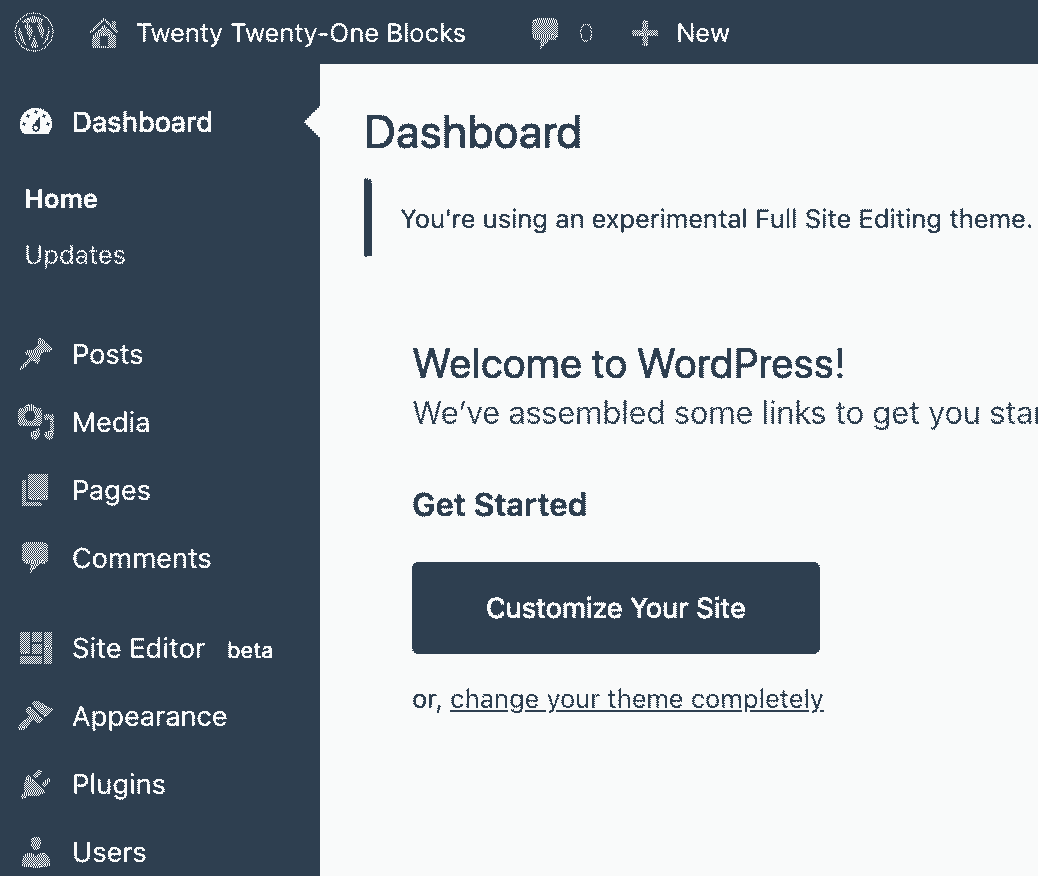 Twenty Twenty-One Blocks 0 New
Dashboard
Home
Updates
Posts
Media
Pages
Comments
Site Editor beta
Appearance
Plugins
Users
Dashboard
You're using an experimental Full Site Editing theme.
Welcome to WordPress!
We’ve assembled some links to get you star
Get Started
Customize Your Site
or, change your theme completely